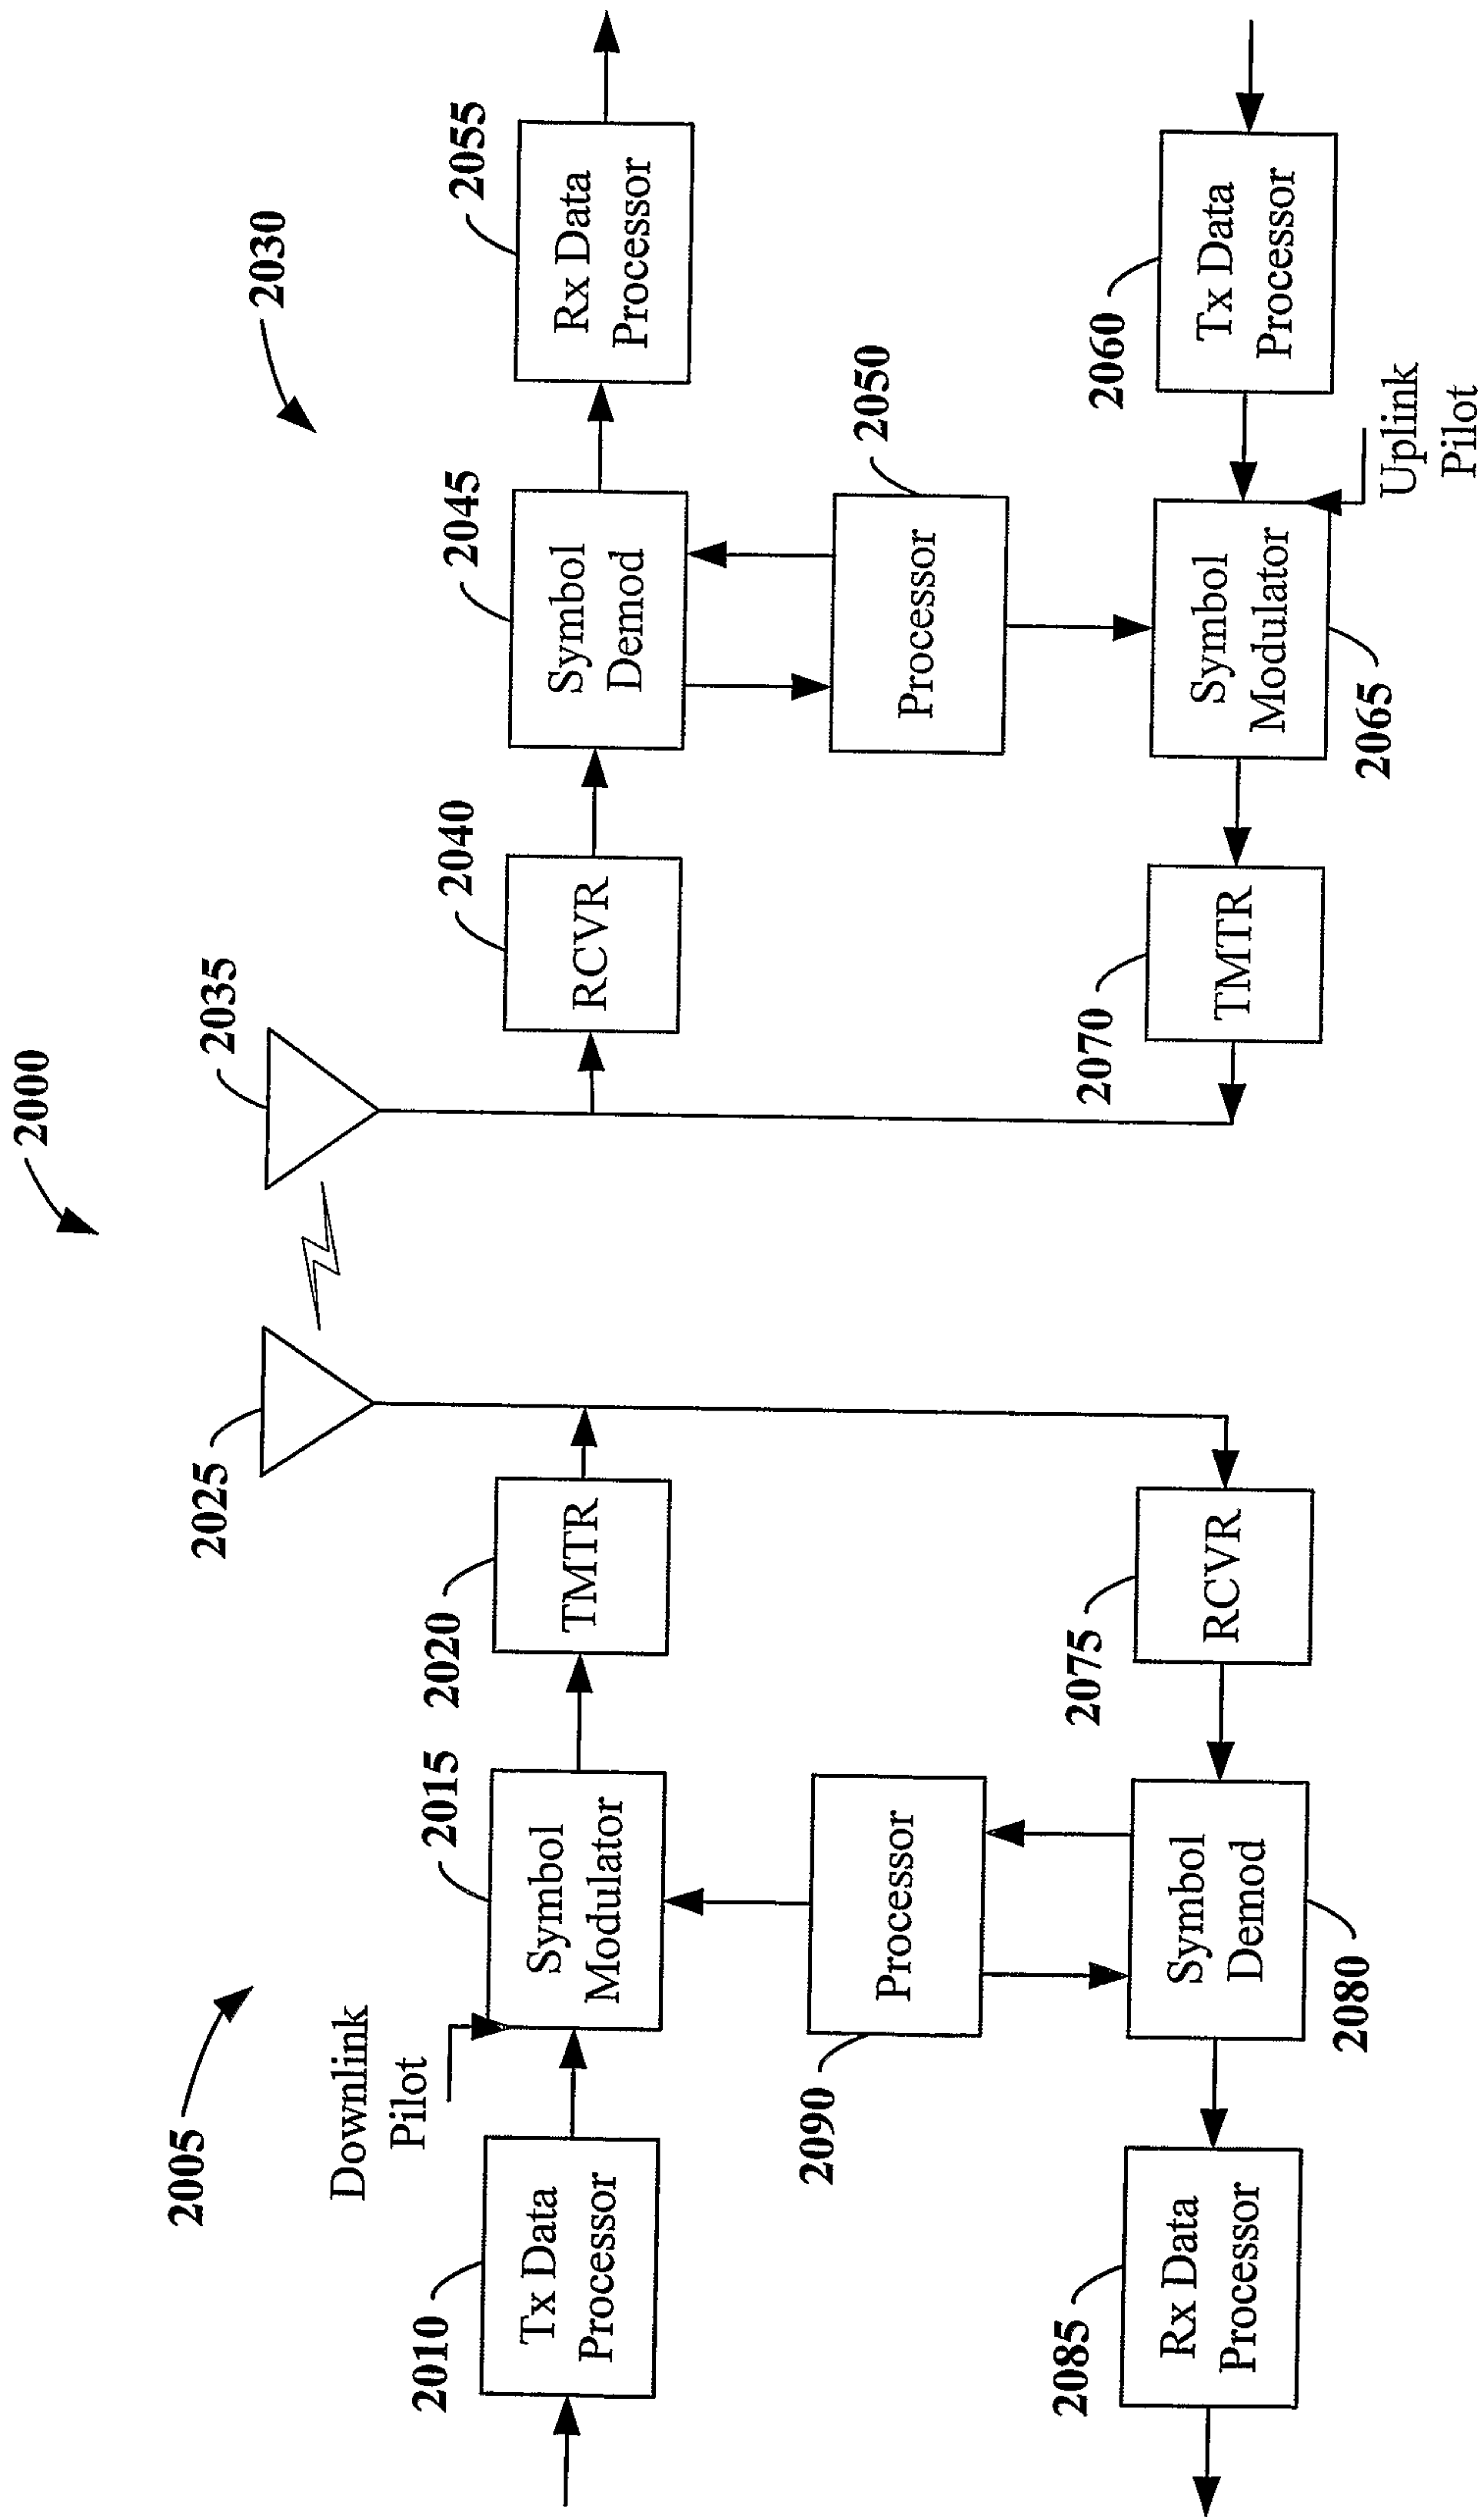 2000
2005
2030
2025
2035
Downlink
Pilot
2010
Tx Data
Processor
2015
Symbol
Modulator
2020
TMTR
2040
RCVR
2045
Symbol
Demod
2055
Rx Data
Processor
2090
Processor
2050
Processor
2085
Rx Data
Processor
Symbol
Demod
2080
2075
RCVR
2070
TMTR
Symbol
Modulator
2065
2060
Tx Data
Processor
Uplink
Pilot